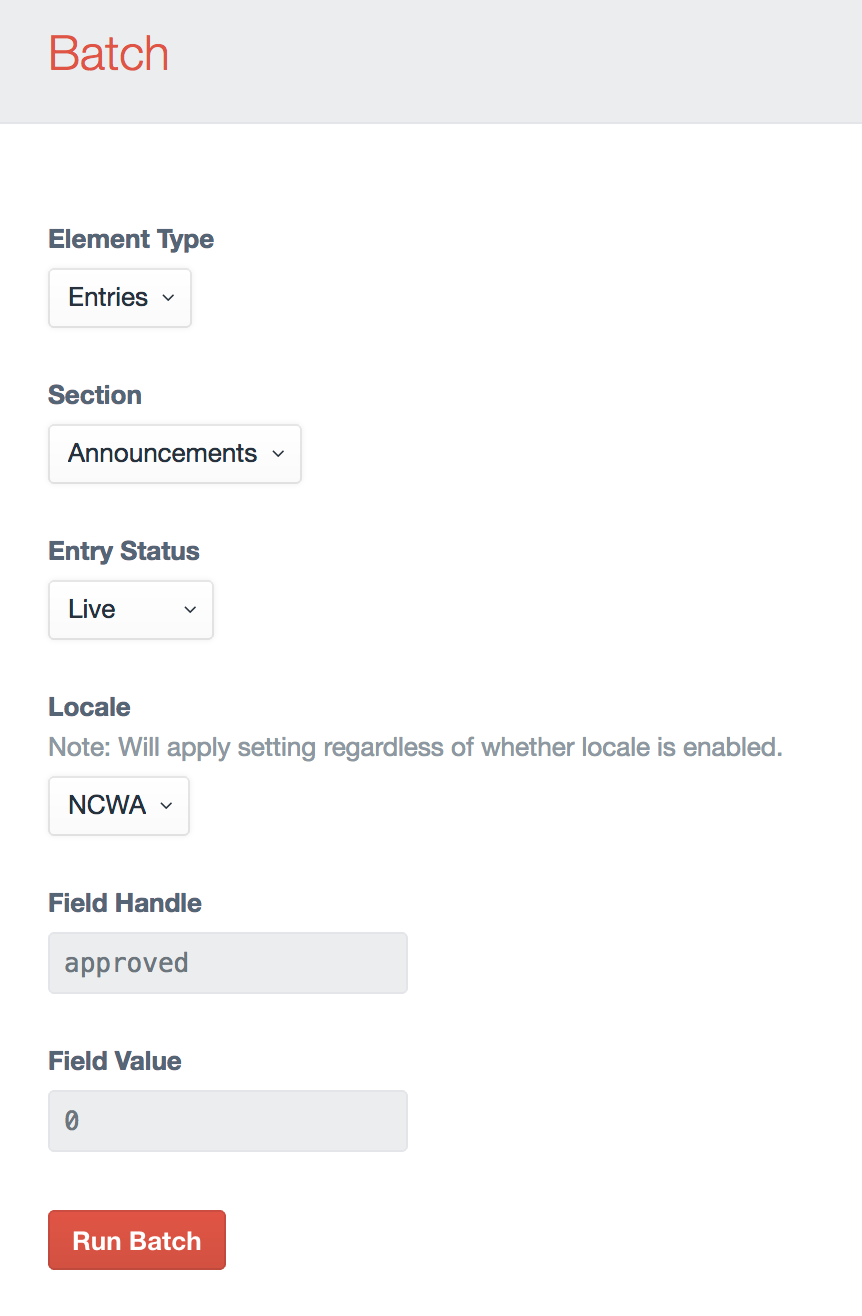 Batch
Element Type
Entries
Section
Announcements
Entry Status
Live
Locale
Note: Will apply setting regardless of whether locale is enabled.
NCWA
Field Handle
approved
Field Value
0
Run Batch